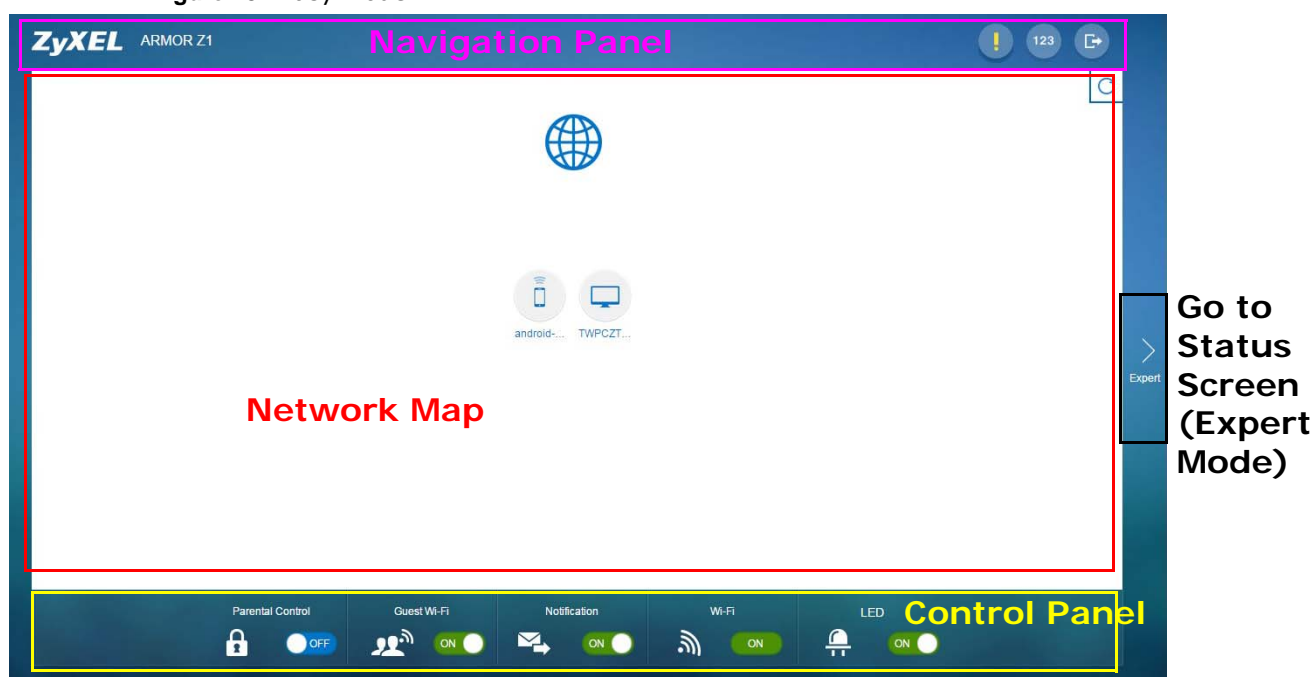 ZyXEL ARMOR Z1
Navigation Panel
123
android-... TWPCZT...
Network Map
Expert
Go to
Status
Screen
(Expert
Mode)
Parental Control Guest Wi-Fi Notification Wi-Fi LED
Control Panel
OFF ON ON ON ON